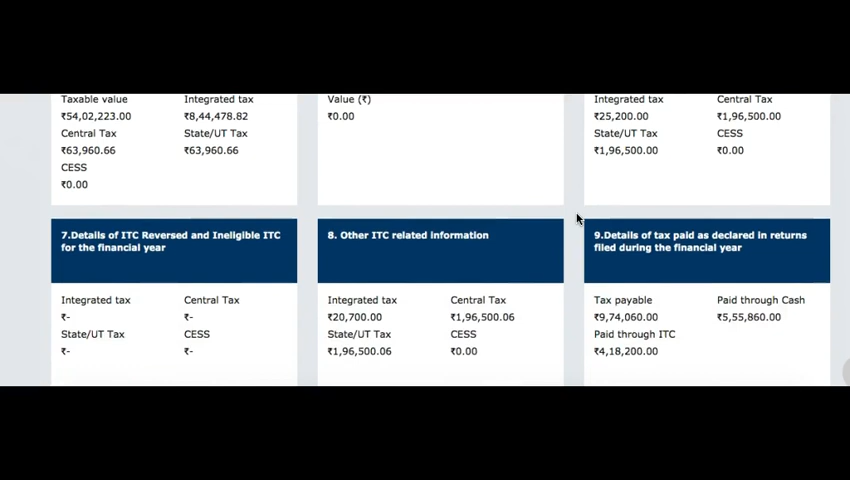 Taxable value Integrated tax
₹54,02,223.00 ₹8,44,478.82
Central Tax State/UT Tax
₹63,960.66 ₹63,960.66
CESS
₹0.00
Value (₹)
₹0.00
Integrated tax Central Tax
₹25,200.00 ₹1,96,500.00
State/UT Tax CESS
₹1,96,500.00 ₹0.00
7.Details of ITC Reversed and Ineligible ITC
for the financial year
Integrated tax Central Tax
₹- ₹-
State/UT Tax CESS
₹- ₹-
8. Other ITC related information
Integrated tax Central Tax
₹20,700.00 ₹1,96,500.06
State/UT Tax CESS
₹1,96,500.06 ₹0.00
9.Details of tax paid as declared in returns
filed during the financial year
Tax payable Paid through Cash
₹9,74,060.00 ₹5,55,860.00
Paid through ITC
₹4,18,200.00